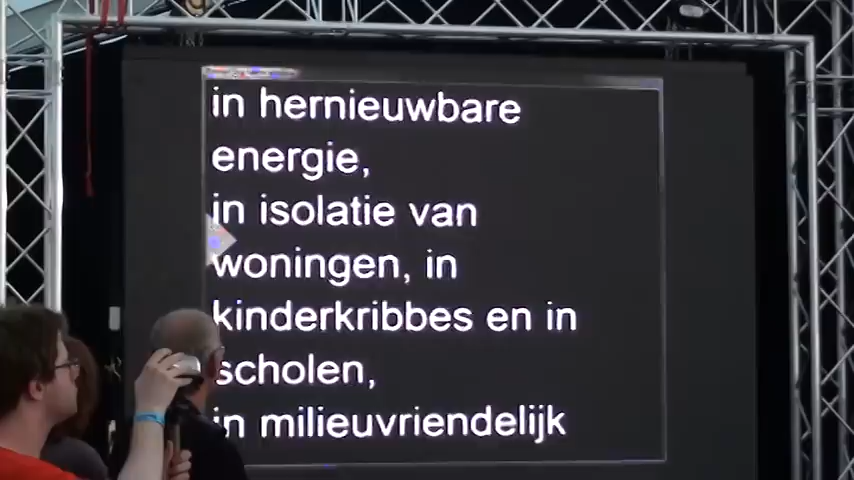 in hernieuwbare
energie,
in isolatie van
woningen, in
kinderkribbes en in
scholen,
in milieuvriendelijk